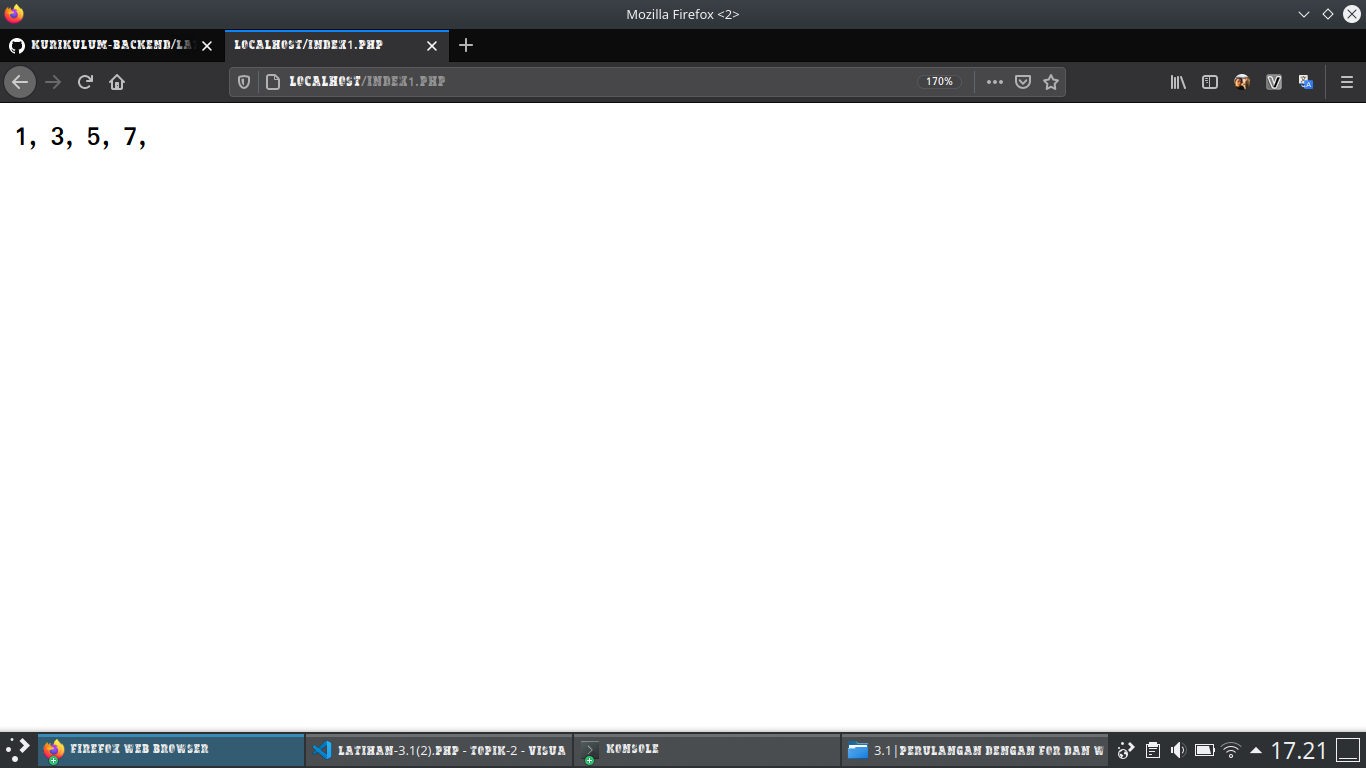 Mozilla Firefox <2>
KURIKULUM-BACKEND/LA
LOCALHOST/INDEX1.PHP
LOCALHOST/INDEX1.PHP
170%
1, 3, 5, 7,
FIREFOX WEB BROWSER
LATIHAN-3.1(2).PHP - TOPIK-2 - VISUA
KONSOLE
3.1|PERULANGAN DENGAN FOR DAN W
17.21